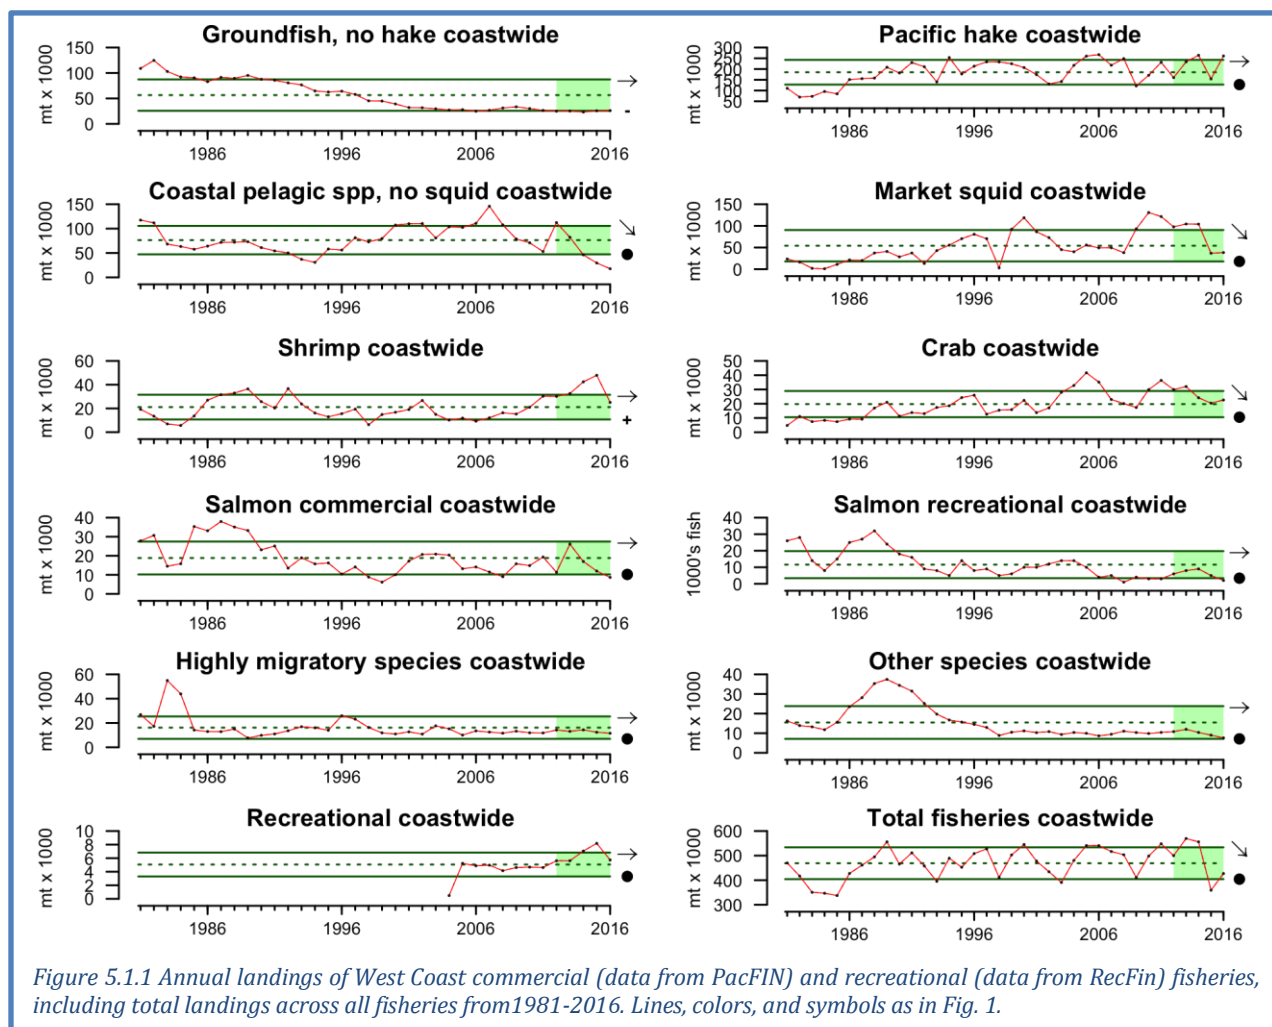 Groundfish, no hake coastwide
mt x 1000
150
100
50
0
1986 1996 2006 2016
→
-
Pacific hake coastwide
mt x 1000
300
250
200
150
100
50
1986 1996 2006 2016
→
●
Coastal pelagic spp, no squid coastwide
mt x 1000
150
100
50
0
1986 1996 2006 2016
↘
●
Market squid coastwide
mt x 1000
150
100
50
0
1986 1996 2006 2016
↘
●
Shrimp coastwide
mt x 1000
60
40
20
0
1986 1996 2006 2016
→
+
Crab coastwide
mt x 1000
50
40
30
20
10
0
1986 1996 2006 2016
↘
●
Salmon commercial coastwide
mt x 1000
40
30
20
10
0
1986 1996 2006 2016
→
●
Salmon recreational coastwide
1000's fish
40
30
20
10
0
1986 1996 2006 2016
→
●
Highly migratory species coastwide
mt x 1000
60
40
20
0
1986 1996 2006 2016
→
●
Other species coastwide
mt x 1000
40
30
20
10
0
1986 1996 2006 2016
→
●
Recreational coastwide
mt x 1000
10
8
6
4
2
0
1986 1996 2006 2016
→
●
Total fisheries coastwide
mt x 1000
600
500
400
300
1986 1996 2006 2016
↘
●
Figure 5.1.1 Annual landings of West Coast commercial (data from PacFIN) and recreational (data from RecFin) fisheries,
including total landings across all fisheries from1981-2016. Lines, colors, and symbols as in Fig. 1.